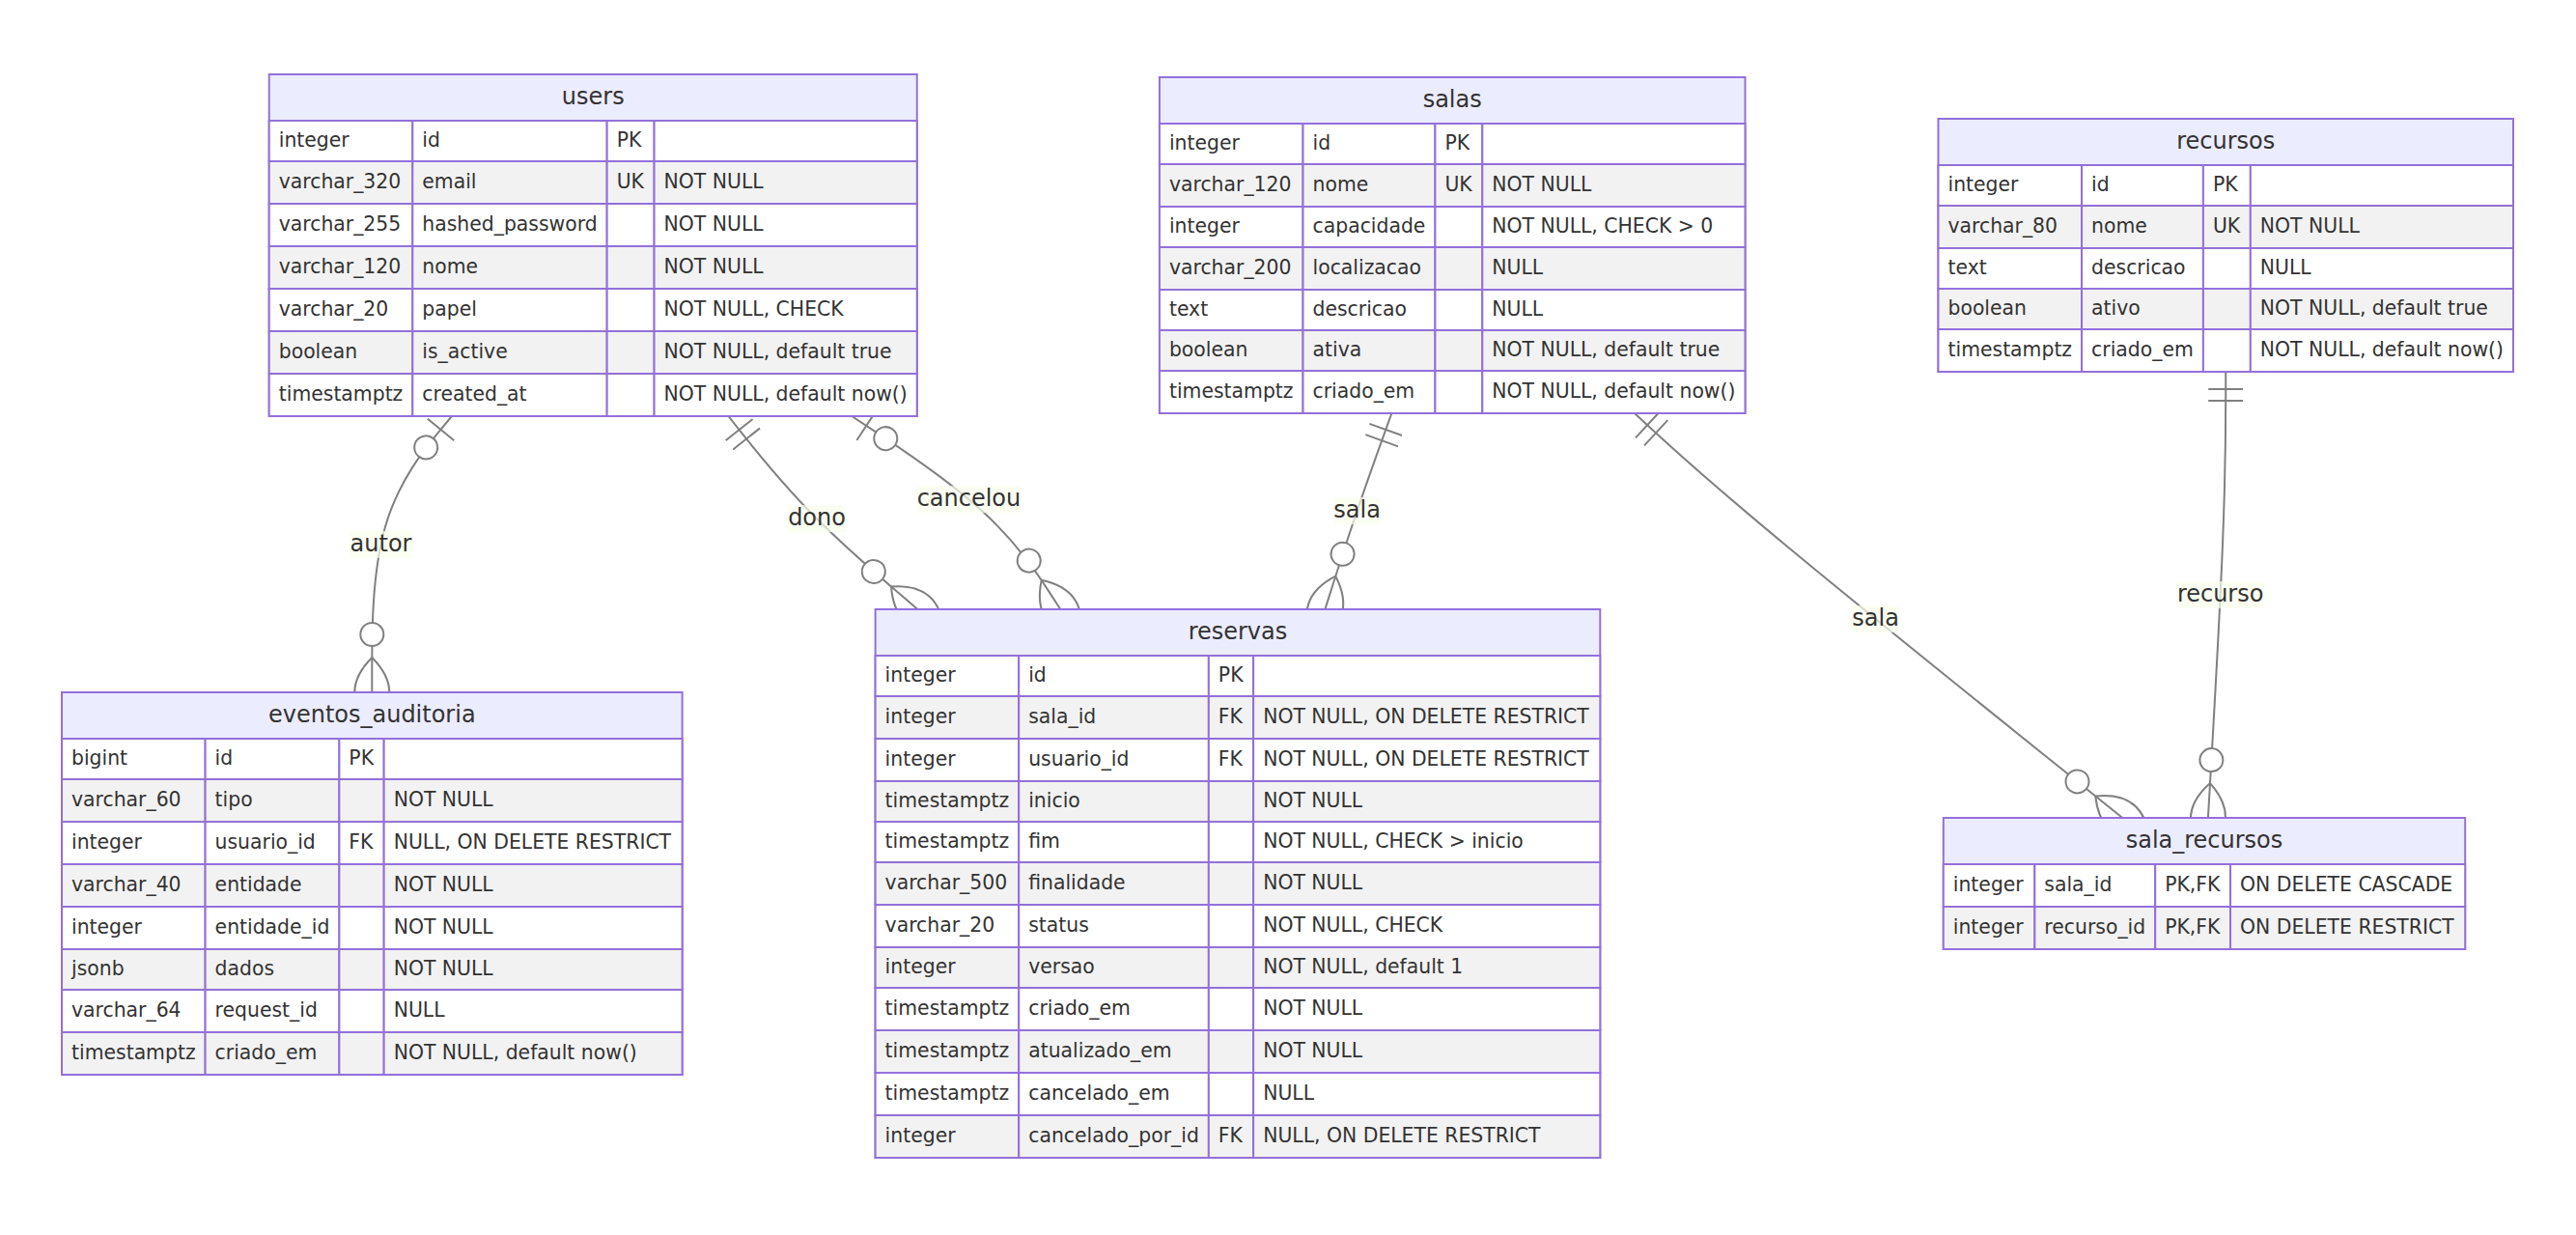 users
integer id PK
varchar_320 email UK NOT NULL
varchar_255 hashed_password NOT NULL
varchar_120 nome NOT NULL
varchar_20 papel NOT NULL, CHECK
boolean is_active NOT NULL, default true
timestamptz created_at NOT NULL, default now()
salas
integer id PK
varchar_120 nome UK NOT NULL
integer capacidade NOT NULL, CHECK > 0
varchar_200 localizacao NULL
text descricao NULL
boolean ativa NOT NULL, default true
timestamptz criado_em NOT NULL, default now()
recursos
integer id PK
varchar_80 nome UK NOT NULL
text descricao NULL
boolean ativo NOT NULL, default true
timestamptz criado_em NOT NULL, default now()
autor
dono
cancelou
sala
sala
recurso
eventos_auditoria
bigint id PK
varchar_60 tipo NOT NULL
integer usuario_id FK NULL, ON DELETE RESTRICT
varchar_40 entidade NOT NULL
integer entidade_id NOT NULL
jsonb dados NOT NULL
varchar_64 request_id NULL
timestamptz criado_em NOT NULL, default now()
reservas
integer id PK
integer sala_id FK NOT NULL, ON DELETE RESTRICT
integer usuario_id FK NOT NULL, ON DELETE RESTRICT
timestamptz inicio NOT NULL
timestamptz fim NOT NULL, CHECK > inicio
varchar_500 finalidade NOT NULL
varchar_20 status NOT NULL, CHECK
integer versao NOT NULL, default 1
timestamptz criado_em NOT NULL
timestamptz atualizado_em NOT NULL
timestamptz cancelado_em NULL
integer cancelado_por_id FK NULL, ON DELETE RESTRICT
sala_recursos
integer sala_id PK,FK ON DELETE CASCADE
integer recurso_id PK,FK ON DELETE RESTRICT